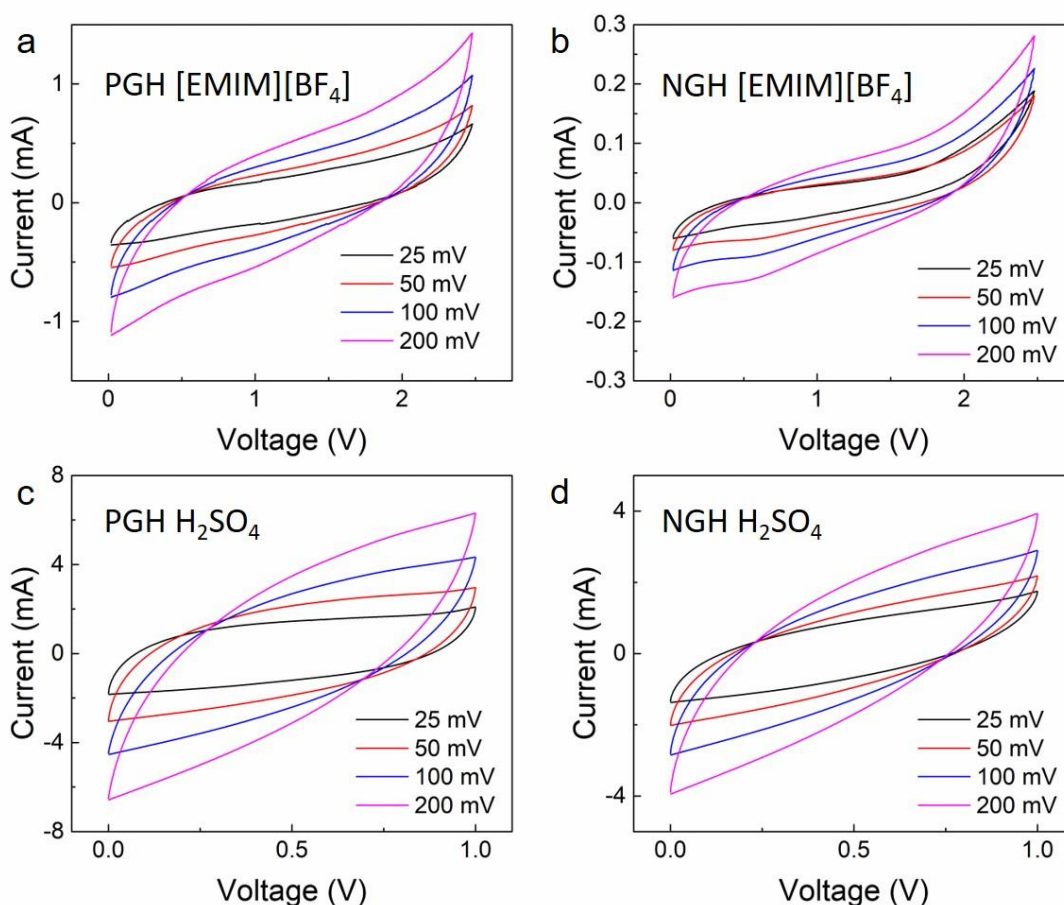 a
PGH [EMIM][BF₄]
Current (mA)
1
0
-1
25 mV
50 mV
100 mV
200 mV
0
1
2
Voltage (V)
b
NGH [EMIM][BF₄]
Current (mA)
0.3
0.2
0.1
0.0
-0.1
-0.2
-0.3
25 mV
50 mV
100 mV
200 mV
0
1
2
Voltage (V)
c
PGH H₂SO₄
Current (mA)
8
4
0
-4
-8
25 mV
50 mV
100 mV
200 mV
0.0
0.5
1.0
Voltage (V)
d
NGH H₂SO₄
Current (mA)
4
0
-4
25 mV
50 mV
100 mV
200 mV
0.0
0.5
1.0
Voltage (V)